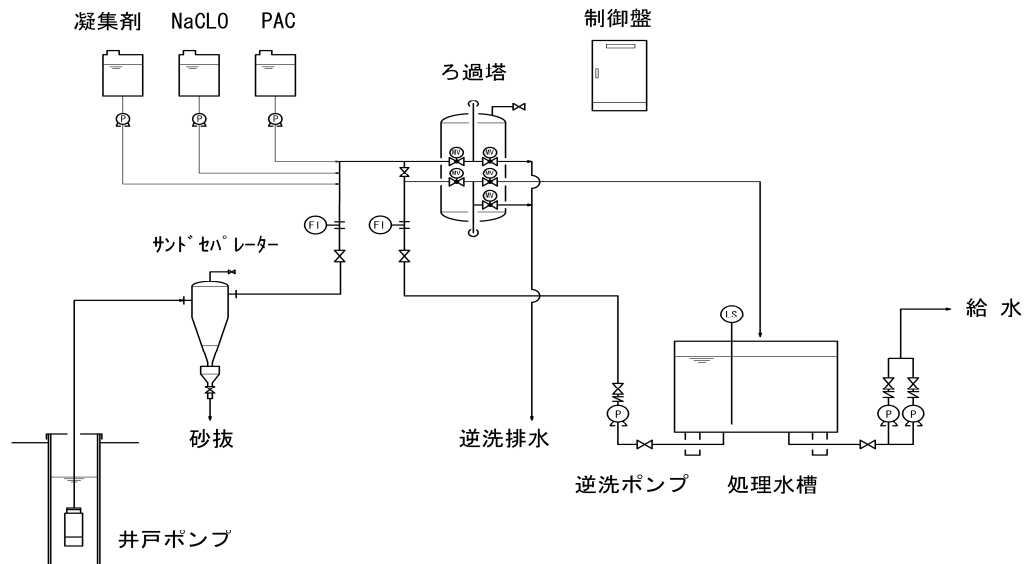 凝集剤
NaCLO
PAC
制御盤
ろ過塔
P
P
P
MV
MV
MV
MV
MV
FI
FI
サンドセパレーター
LS
給水
P
P
P
砂抜
逆洗排水
逆洗ポンプ
処理水槽
井戸ポンプ